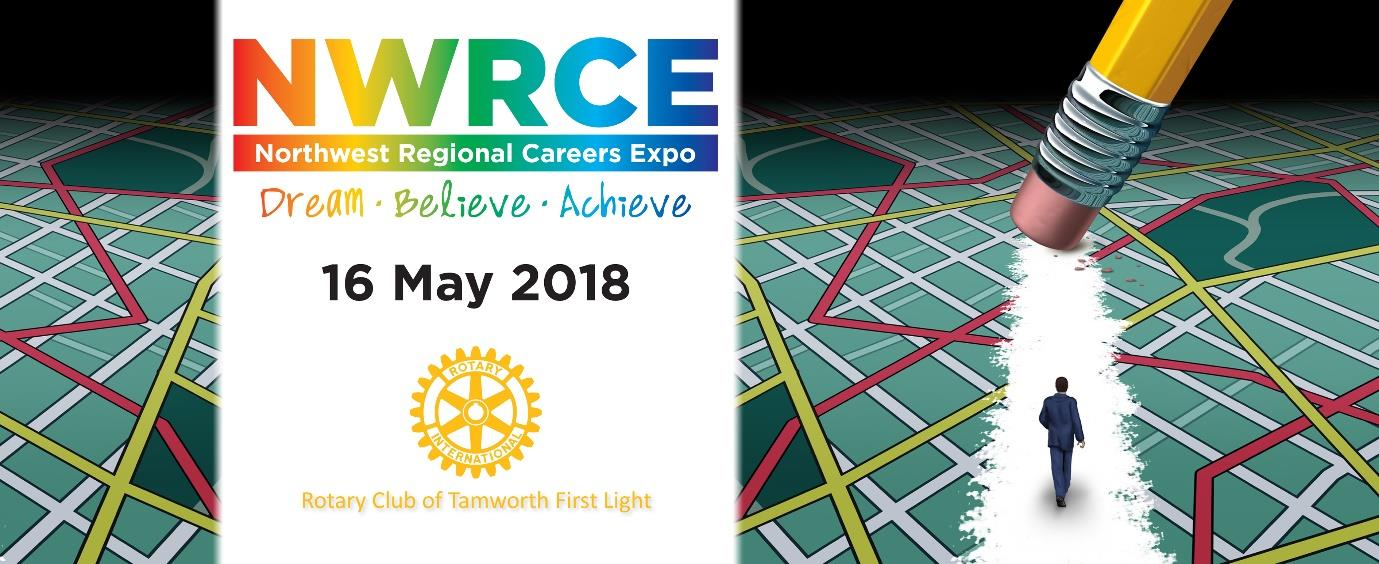 NWRCE
Northwest Regional Careers Expo
Dream · Believe · Achieve
16 May 2018
ROTARY
INTERNATIONAL
Rotary Club of Tamworth First Light